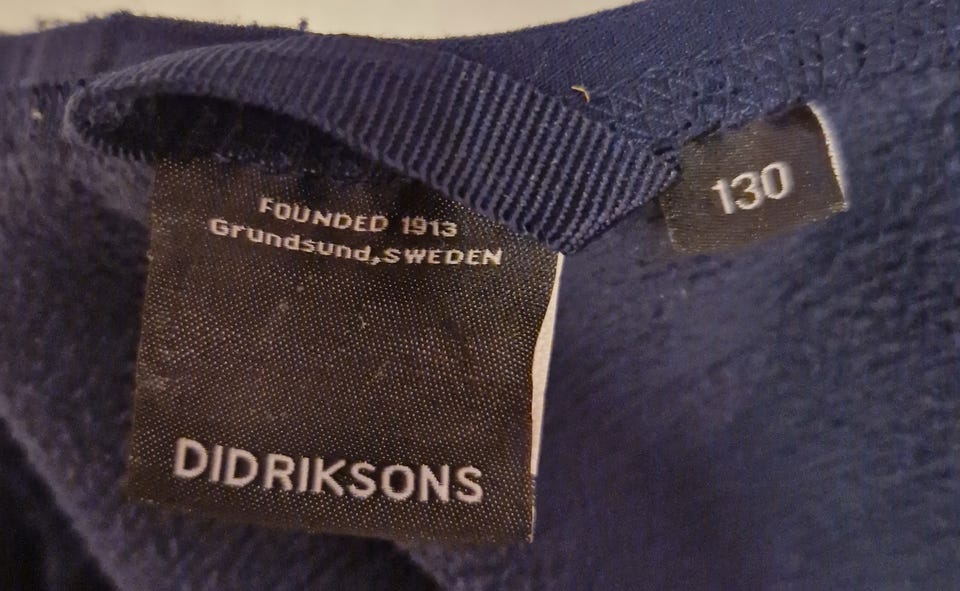 FOUNDED 1913
Grundsund, SWEDEN
DIDRIKSONS
130